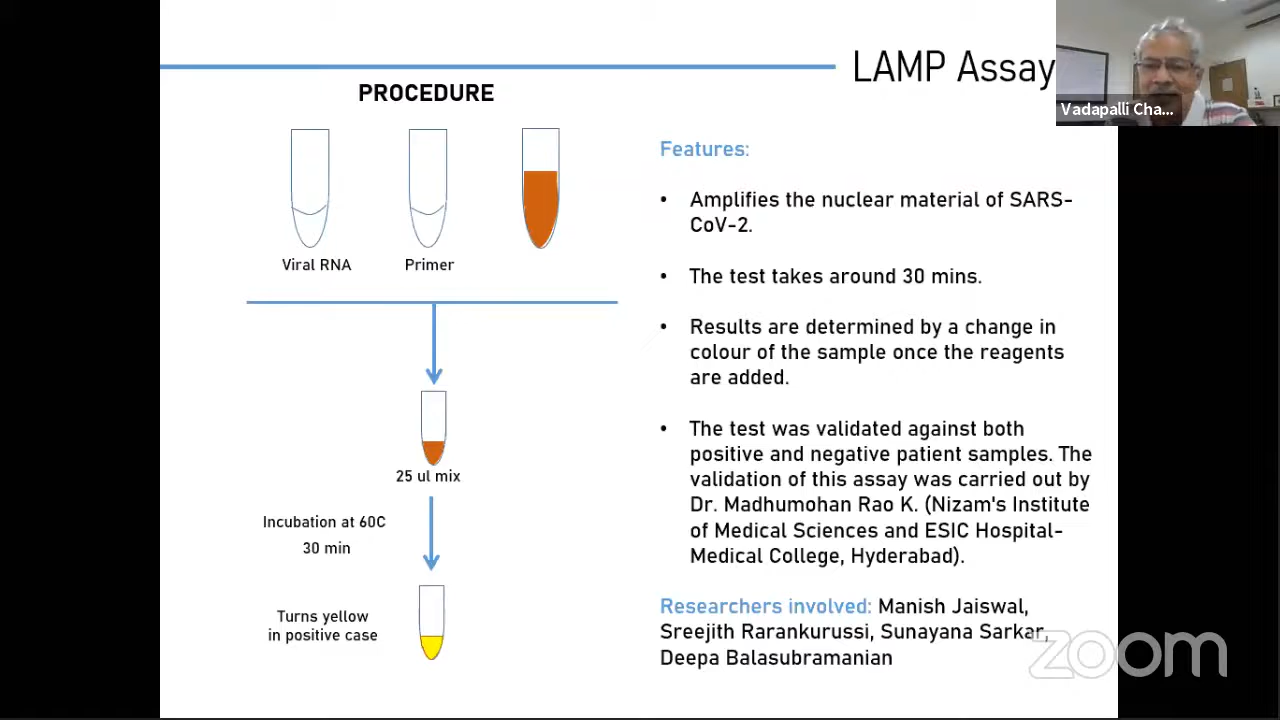 LAMP Assay
Vadapalli Cha...
PROCEDURE
Viral RNA
Primer
25 ul mix
Incubation at 60C
30 min
Turns yellow
in positive case
Features:
• Amplifies the nuclear material of SARS-
CoV-2.
• The test takes around 30 mins.
• Results are determined by a change in
colour of the sample once the reagents
are added.
• The test was validated against both
positive and negative patient samples. The
validation of this assay was carried out by
Dr. Madhumohan Rao K. (Nizam's Institute
of Medical Sciences and ESIC Hospital-
Medical College, Hyderabad).
Researchers involved: Manish Jaiswal,
Sreejith Rarankurussi, Sunayana Sarkar,
Deepa Balasubramanian
zoom